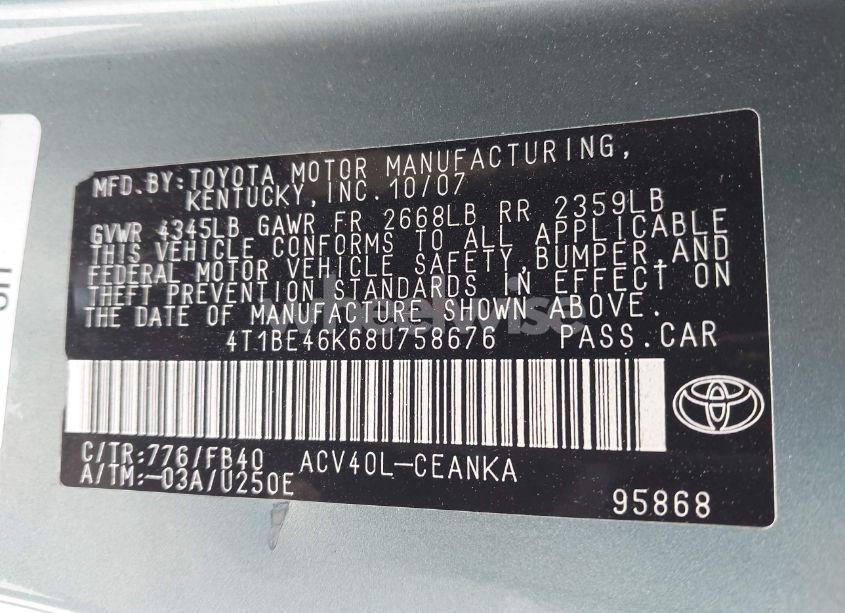 MFD.BY:TOYOTA MOTOR MANUFACTURING,
KENTUCKY,INC.10/07
GVWR 4345LB GAWR FR 2668LB RR 2359LB
THIS VEHICLE CONFORMS TO ALL APPLICABLE
FEDERAL MOTOR VEHICLE SAFETY,BUMPER,AND
THEFT PREVENTION STANDARDS IN EFFECT ON
THE DATE OF MANUFACTURE SHOWN ABOVE.
wheelwise
4T1BE46K68U758676 PASS.CAR
C/TR:776/FB40 ACV40L-CEANKA
A/TM:-03A/U250E
95868